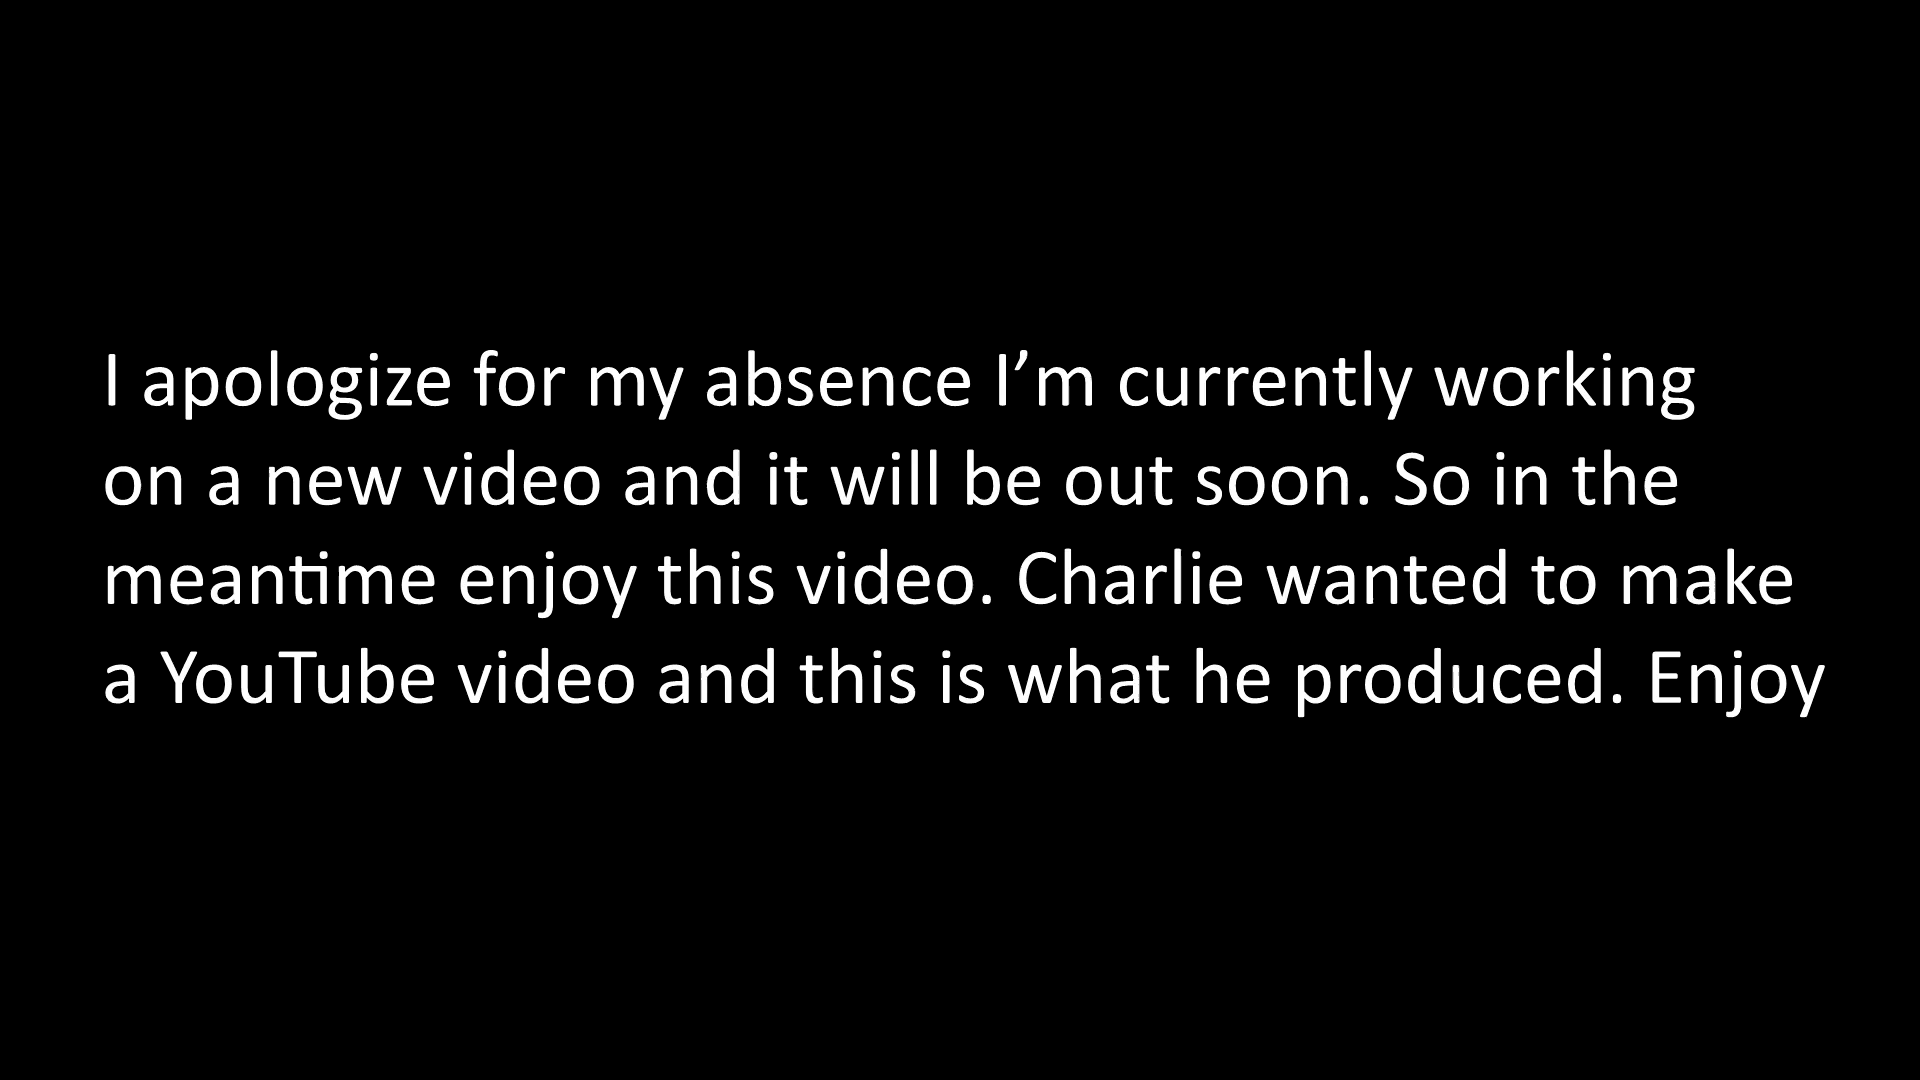 I apologize for my absence I’m currently working
on a new video and it will be out soon. So in the
meantime enjoy this video. Charlie wanted to make
a YouTube video and this is what he produced. Enjoy